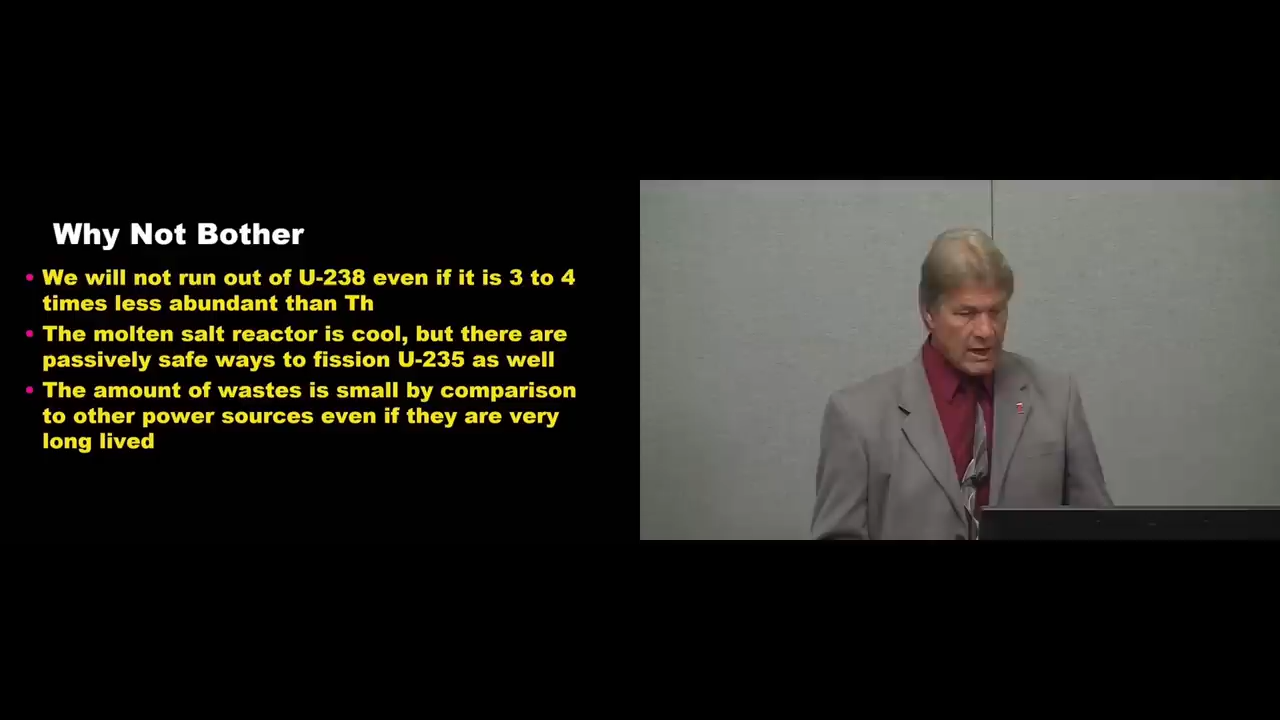 Why Not Bother
• We will not run out of U-238 even if it is 3 to 4
times less abundant than Th
• The molten salt reactor is cool, but there are
passively safe ways to fission U-235 as well
• The amount of wastes is small by comparison
to other power sources even if they are very
long lived